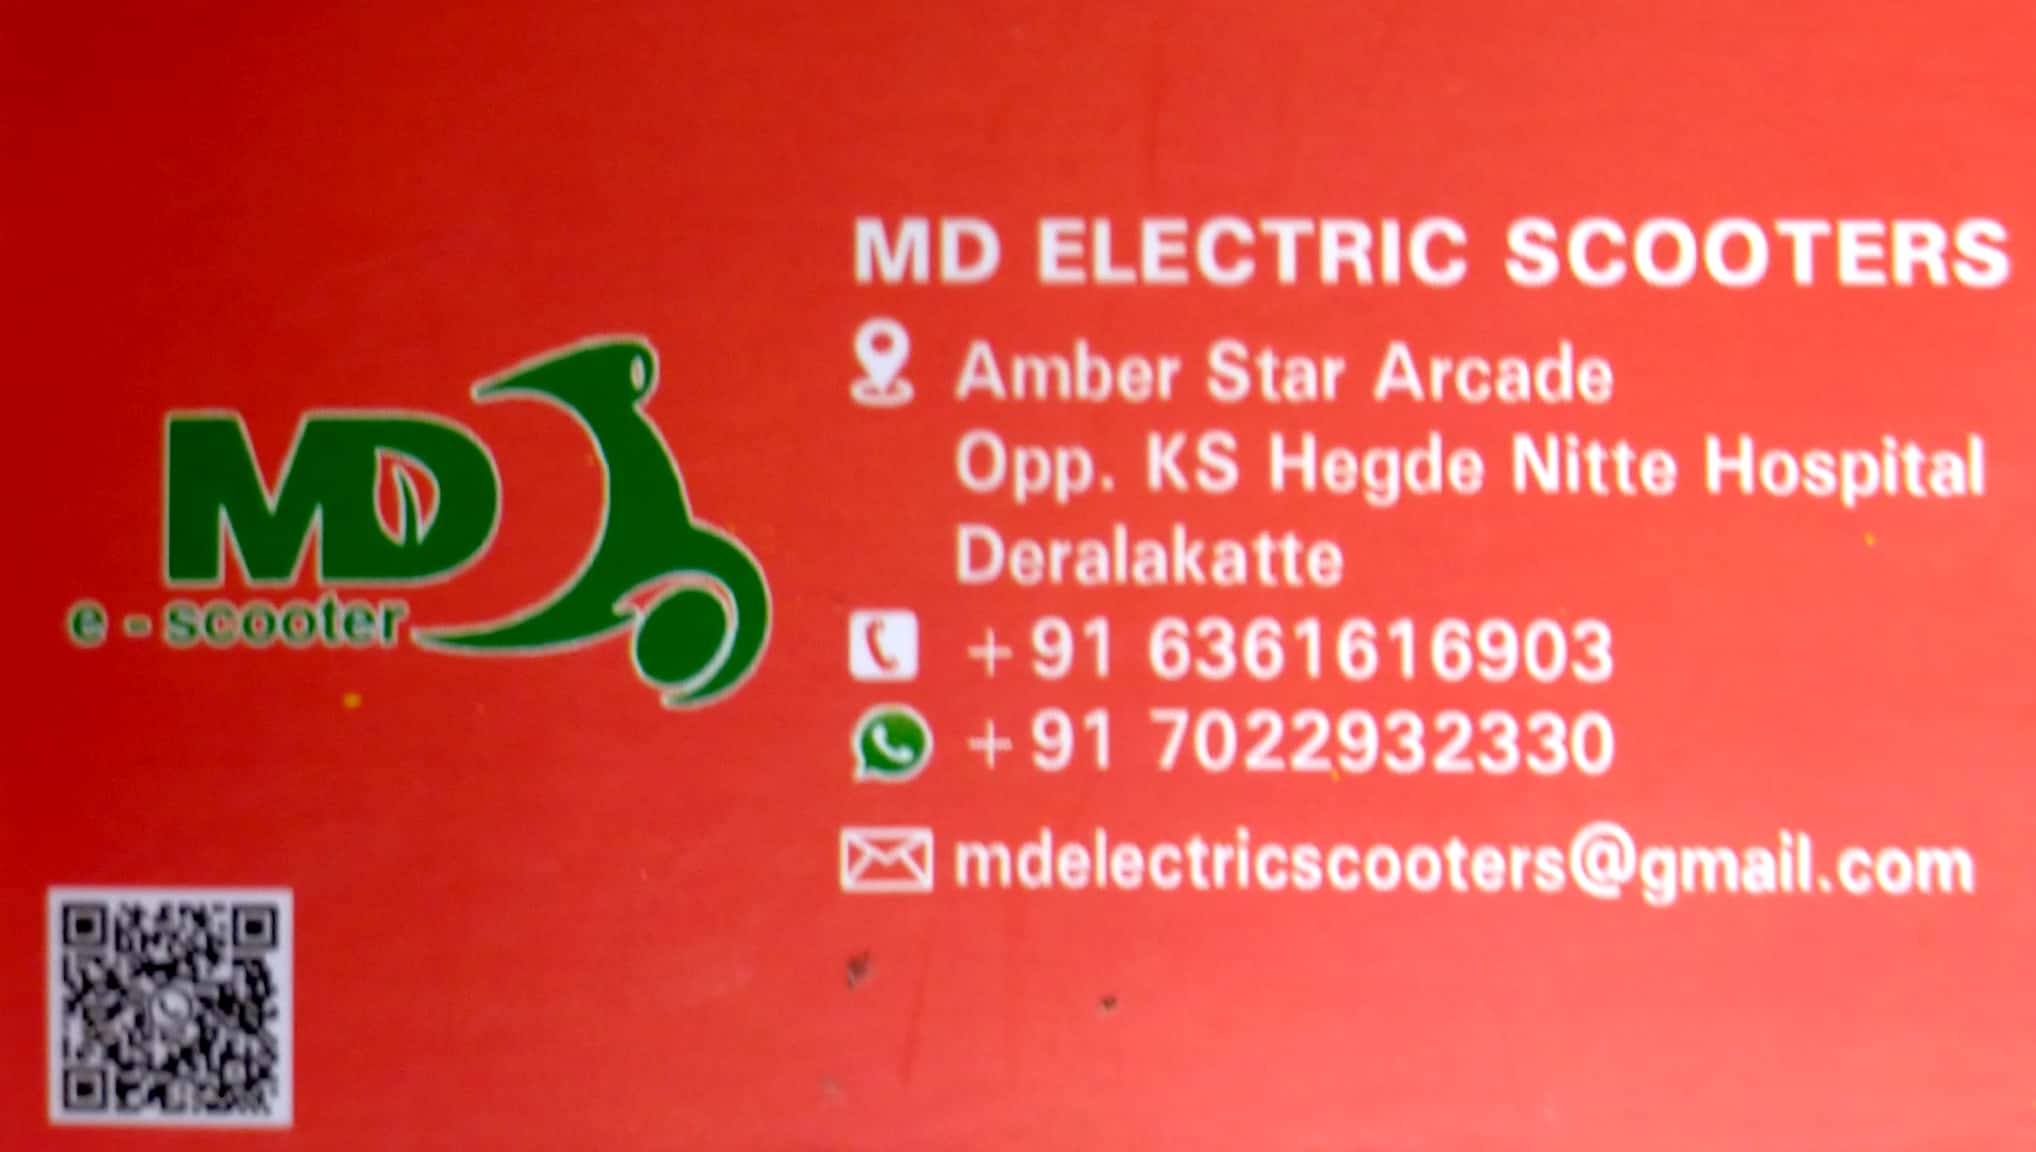 MD
e - scooter
MD ELECTRIC SCOOTERS
Amber Star Arcade
Opp. KS Hegde Nitte Hospital
Deralakatte
+91 6361616903
+91 7022932330
mdelectricscooters@gmail.com